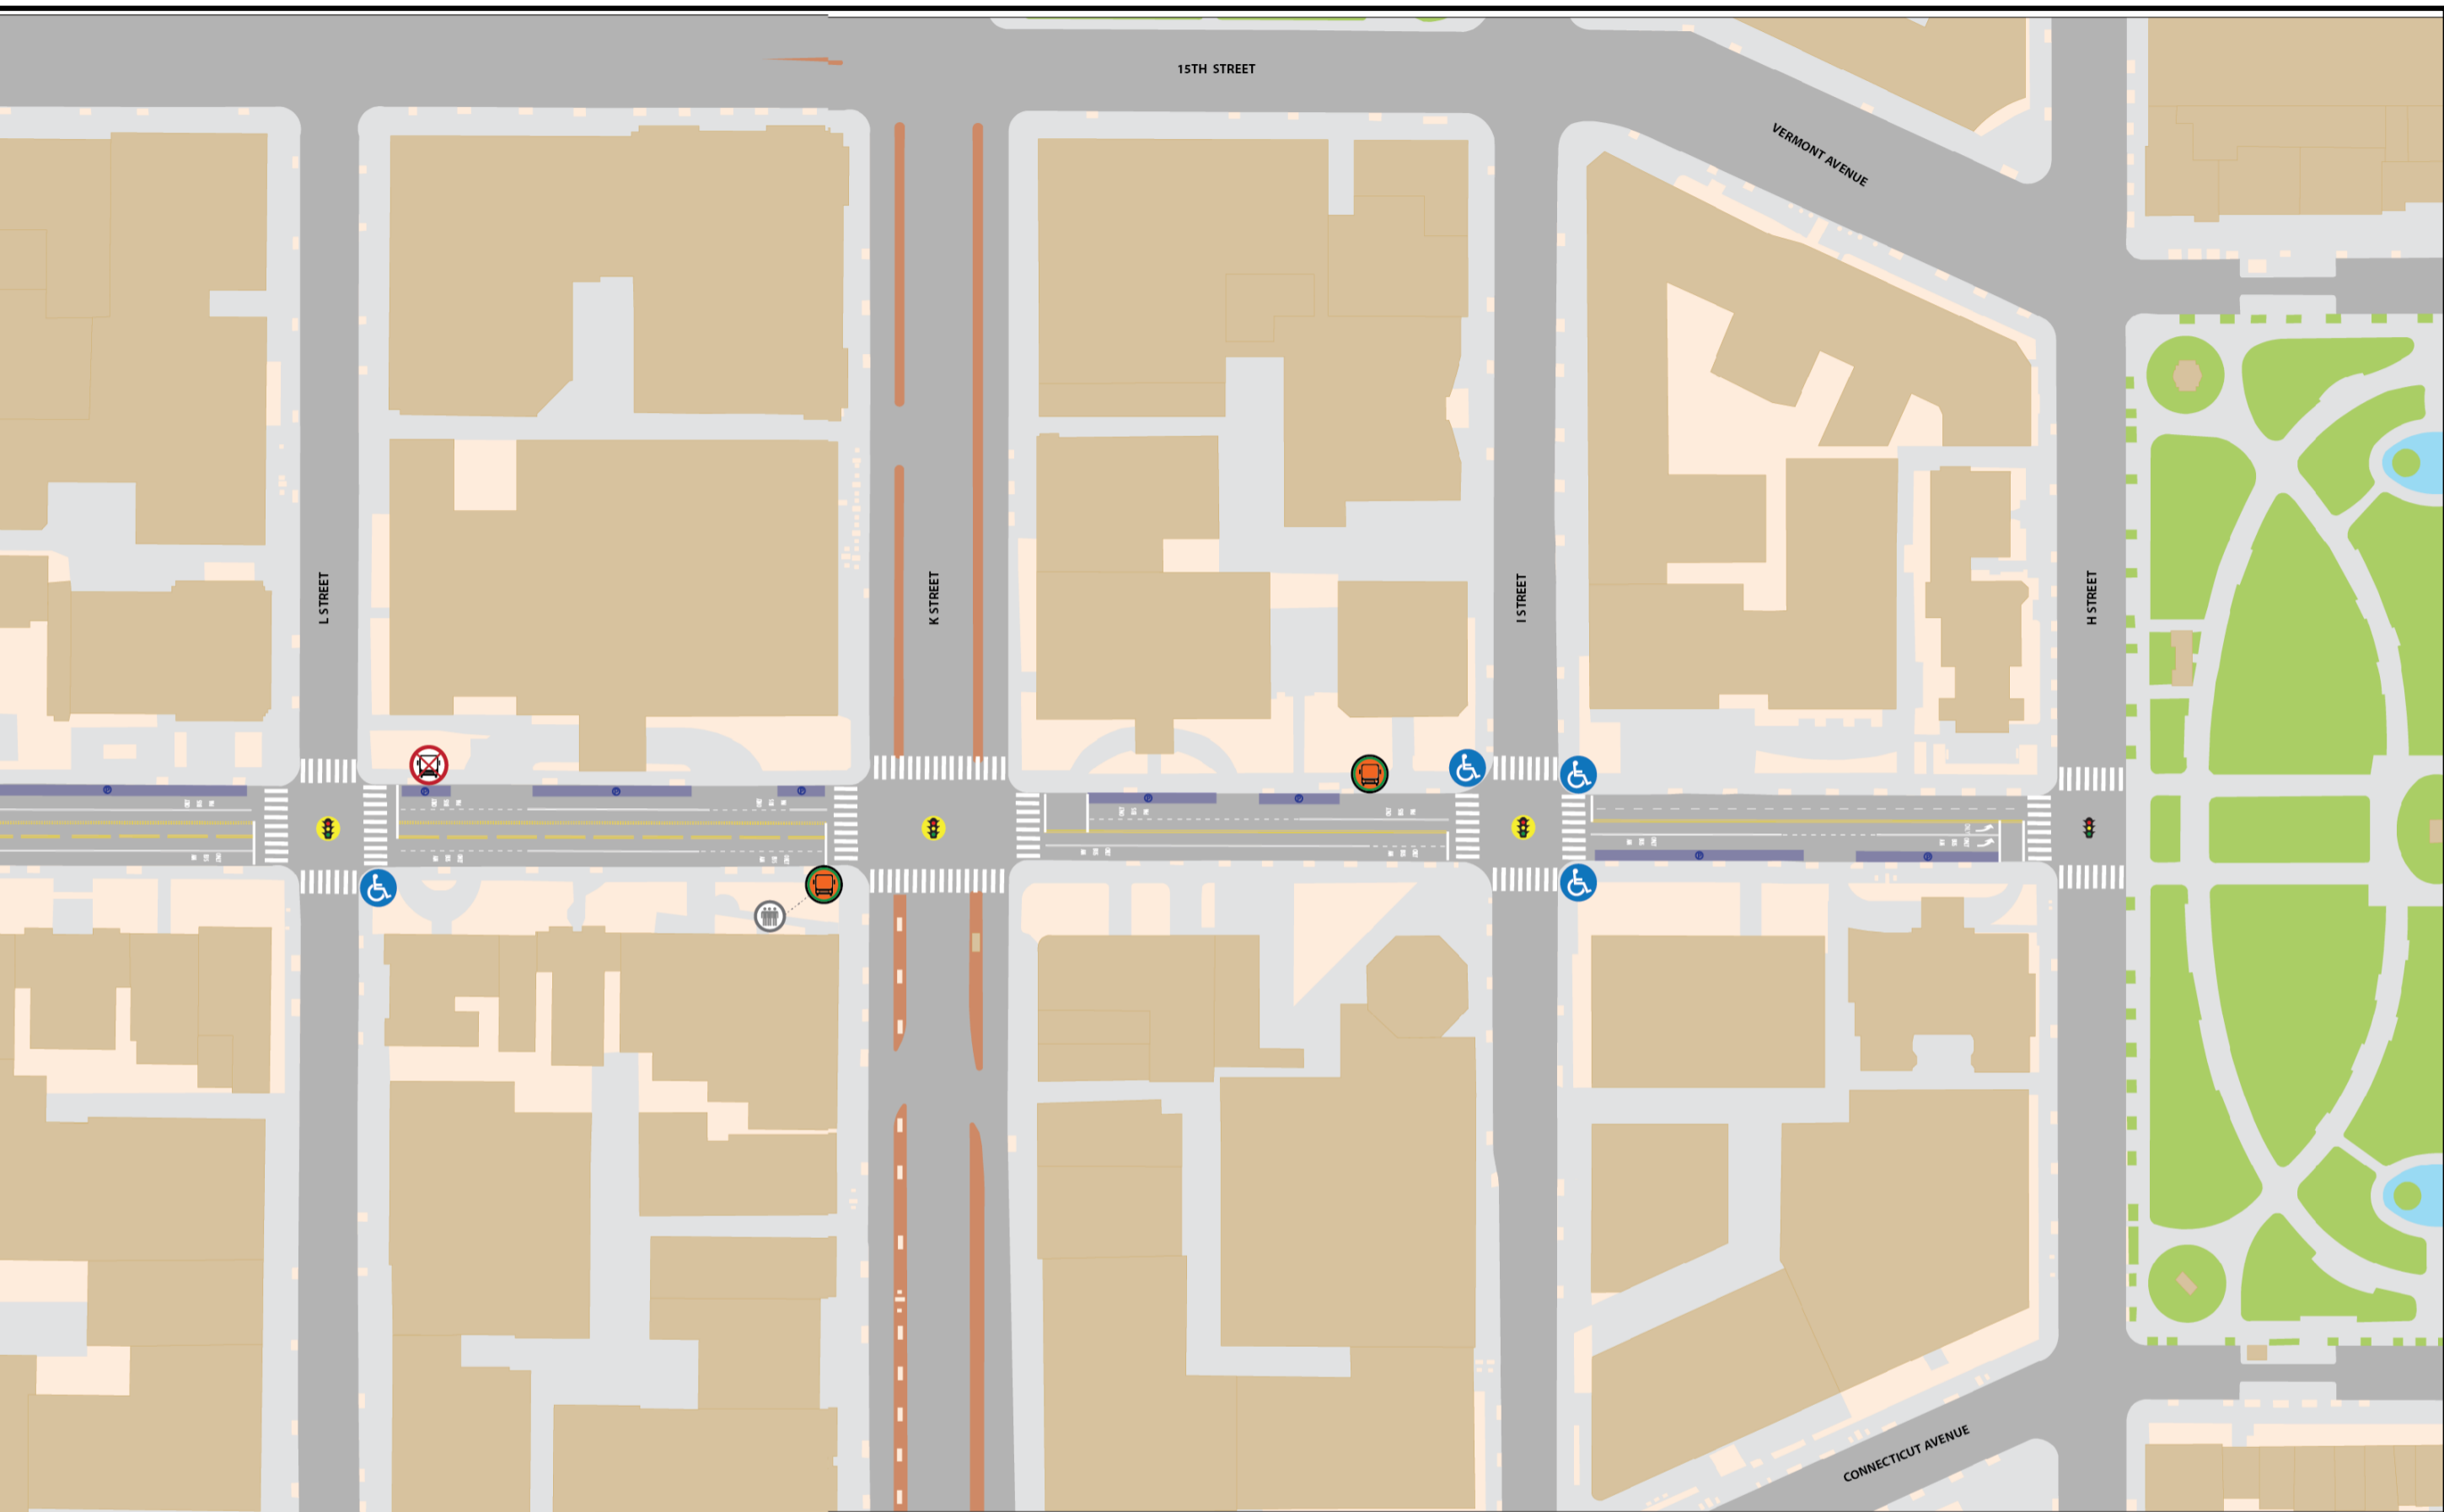 15TH STREET
VERMONT AVENUE
L STREET
K STREET
I STREET
H STREET
CONNECTICUT AVENUE